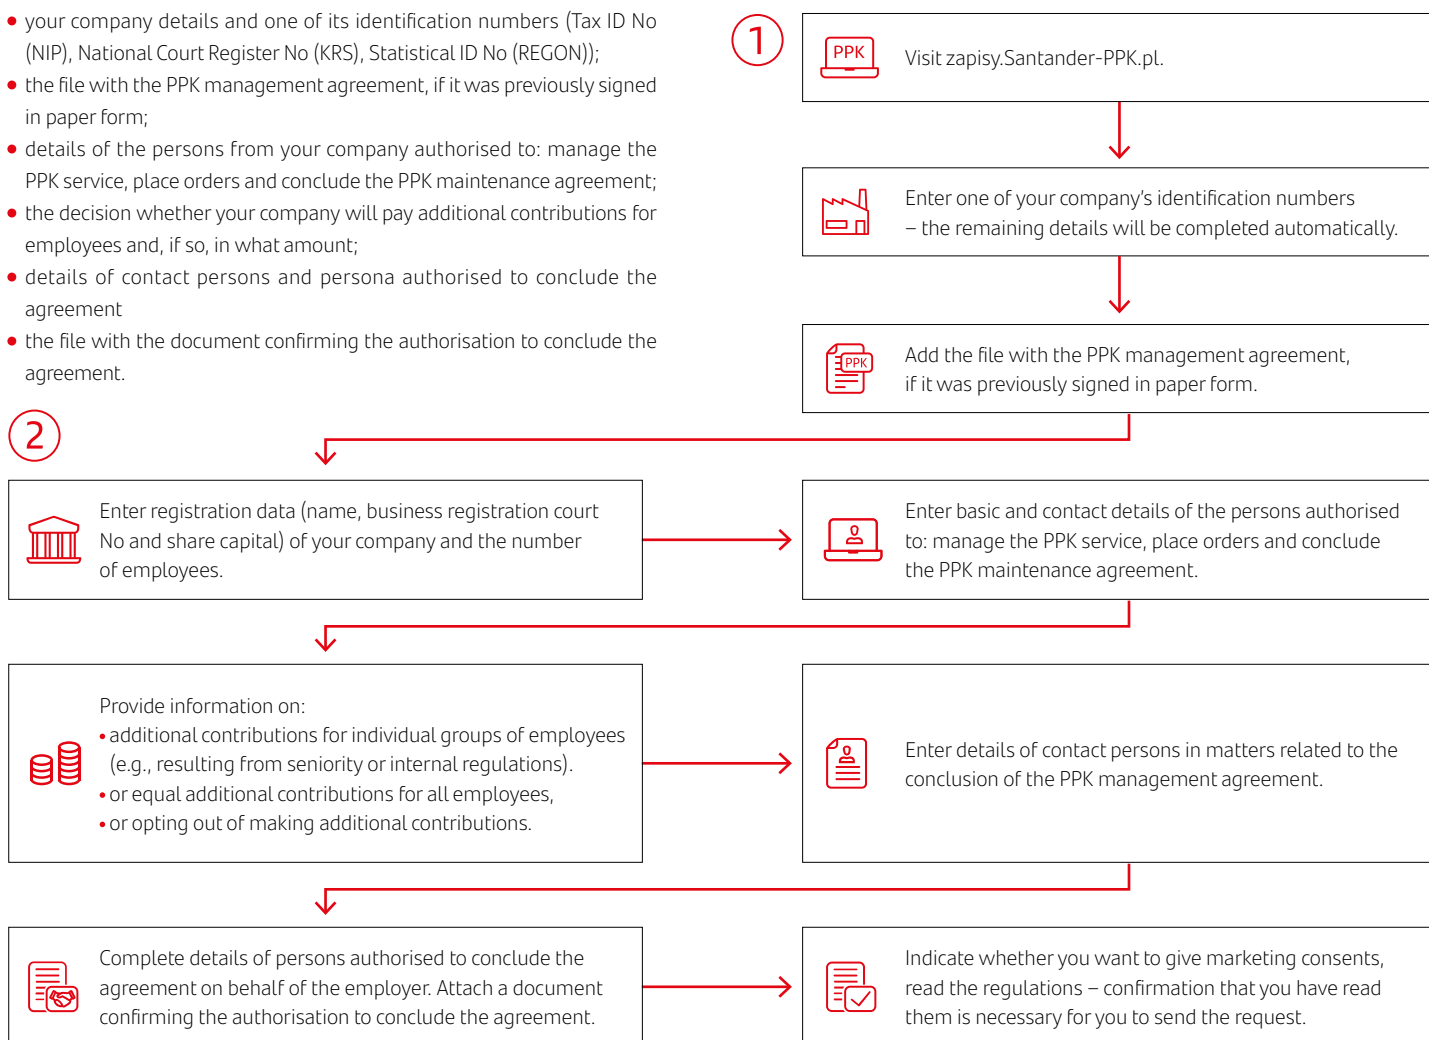 • your company details and one of its identification numbers (Tax ID No
(NIP), National Court Register No (KRS), Statistical ID No (REGON));
• the file with the PPK management agreement, if it was previously signed
in paper form;
• details of the persons from your company authorised to: manage the
PPK service, place orders and conclude the PPK maintenance agreement;
• the decision whether your company will pay additional contributions for
employees and, if so, in what amount;
• details of contact persons and persona authorised to conclude the
agreement
• the file with the document confirming the authorisation to conclude the
agreement.
1
PPK
Visit zapisy.Santander-PPK.pl.
Enter one of your company's identification numbers
– the remaining details will be completed automatically.
PPK
Add the file with the PPK management agreement,
if it was previously signed in paper form.
2
Enter registration data (name, business registration court
No and share capital) of your company and the number
of employees.
Enter basic and contact details of the persons authorised
to: manage the PPK service, place orders and conclude
the PPK maintenance agreement.
Provide information on:
• additional contributions for individual groups of employees
(e.g., resulting from seniority or internal regulations).
• or equal additional contributions for all employees,
• or opting out of making additional contributions.
Enter details of contact persons in matters related to the
conclusion of the PPK management agreement.
Complete details of persons authorised to conclude the
agreement on behalf of the employer. Attach a document
confirming the authorisation to conclude the agreement.
Indicate whether you want to give marketing consents,
read the regulations – confirmation that you have read
them is necessary for you to send the request.